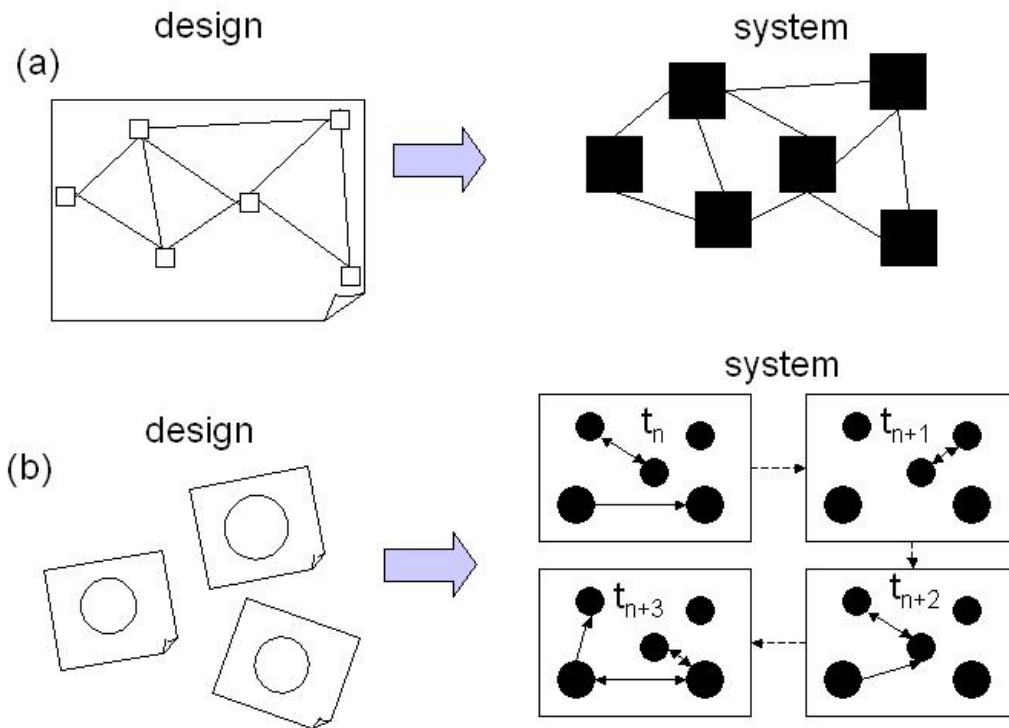 design
system
(a)
system
design
(b)
tn
tn+1
tn+3
tn+2